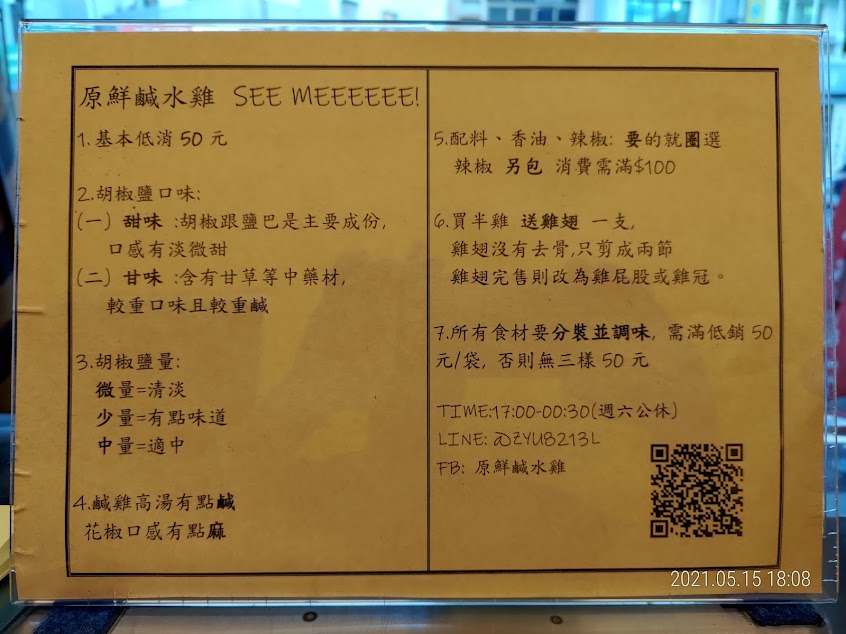 原鮮鹹水雞 SEE MEEEEEE!
1. 基本低消 50 元
2.胡椒鹽口味:
(一) 甜味 :胡椒跟鹽巴是主要成份,
口感有淡微甜
(二) 甘味 :含有甘草等中藥材,
較重口味且較重鹹
3.胡椒鹽量:
微量=清淡
少量=有點味道
中量=適中
4.鹹雞高湯有點鹹
花椒口感有點麻
5.配料、香油、辣椒: 要的就圈選
辣椒 另包 消費需滿$100
6.買半雞 送雞翅 一支,
雞翅沒有去骨,只剪成兩節
雞翅完售則改為雞屁股或雞冠。
7.所有食材要分裝並調味, 需滿低銷 50
元/袋, 否則無三樣 50 元
TIME:17:00-00:30(週六公休)
LINE: @ZYU8213L
FB: 原鮮鹹水雞
2021.05.15 18:08